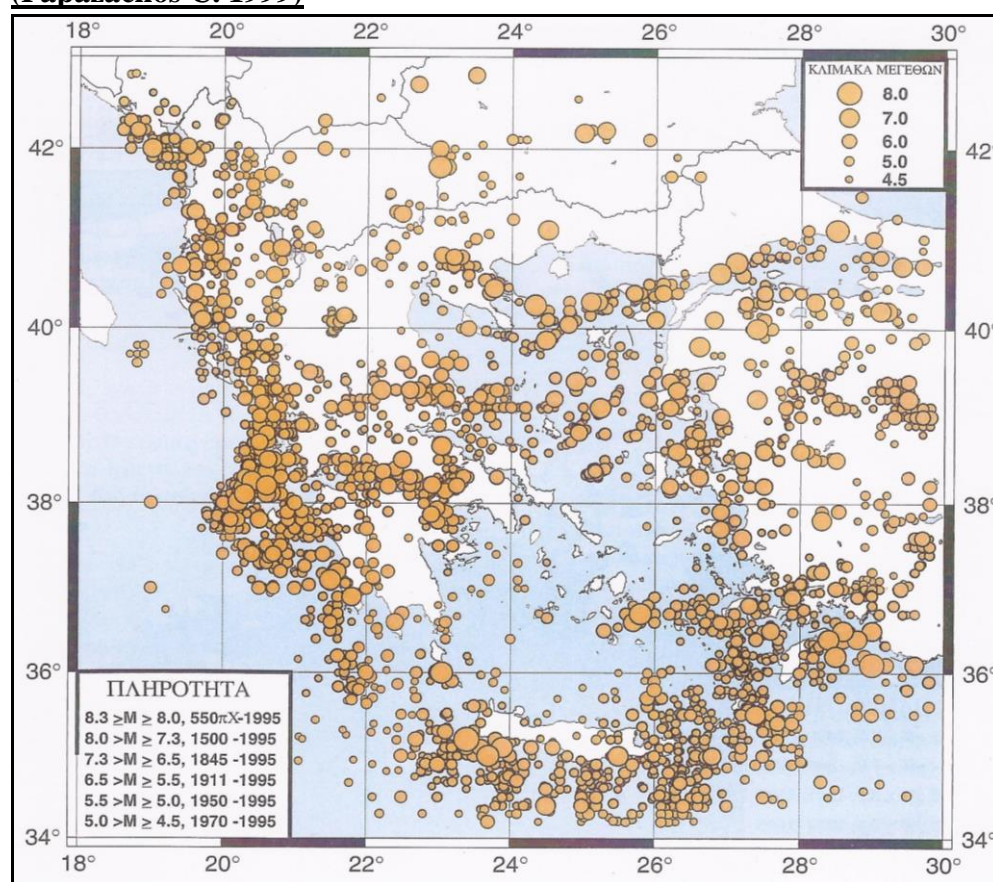 (Papazachos C. 1999)
18° 20° 22° 24° 26° 28° 30°
ΚΛΙΜΑΚΑ ΜΕΓΕΘΩΝ
8.0
7.0
6.0
5.0
4.5
42° 42°
40° 40°
38° 38°
36° 36°
ΠΛΗΡΟΤΗΤΑ
8.3 ≥M ≥ 8.0, 550πΧ-1995
8.0 >M ≥ 7.3, 1500 -1995
7.3 >M ≥ 6.5, 1845 -1995
6.5 >M ≥ 5.5, 1911 -1995
5.5 >M ≥ 5.0, 1950 -1995
5.0 >M ≥ 4.5, 1970 -1995
34° 34°
18° 20° 22° 24° 26° 28° 30°